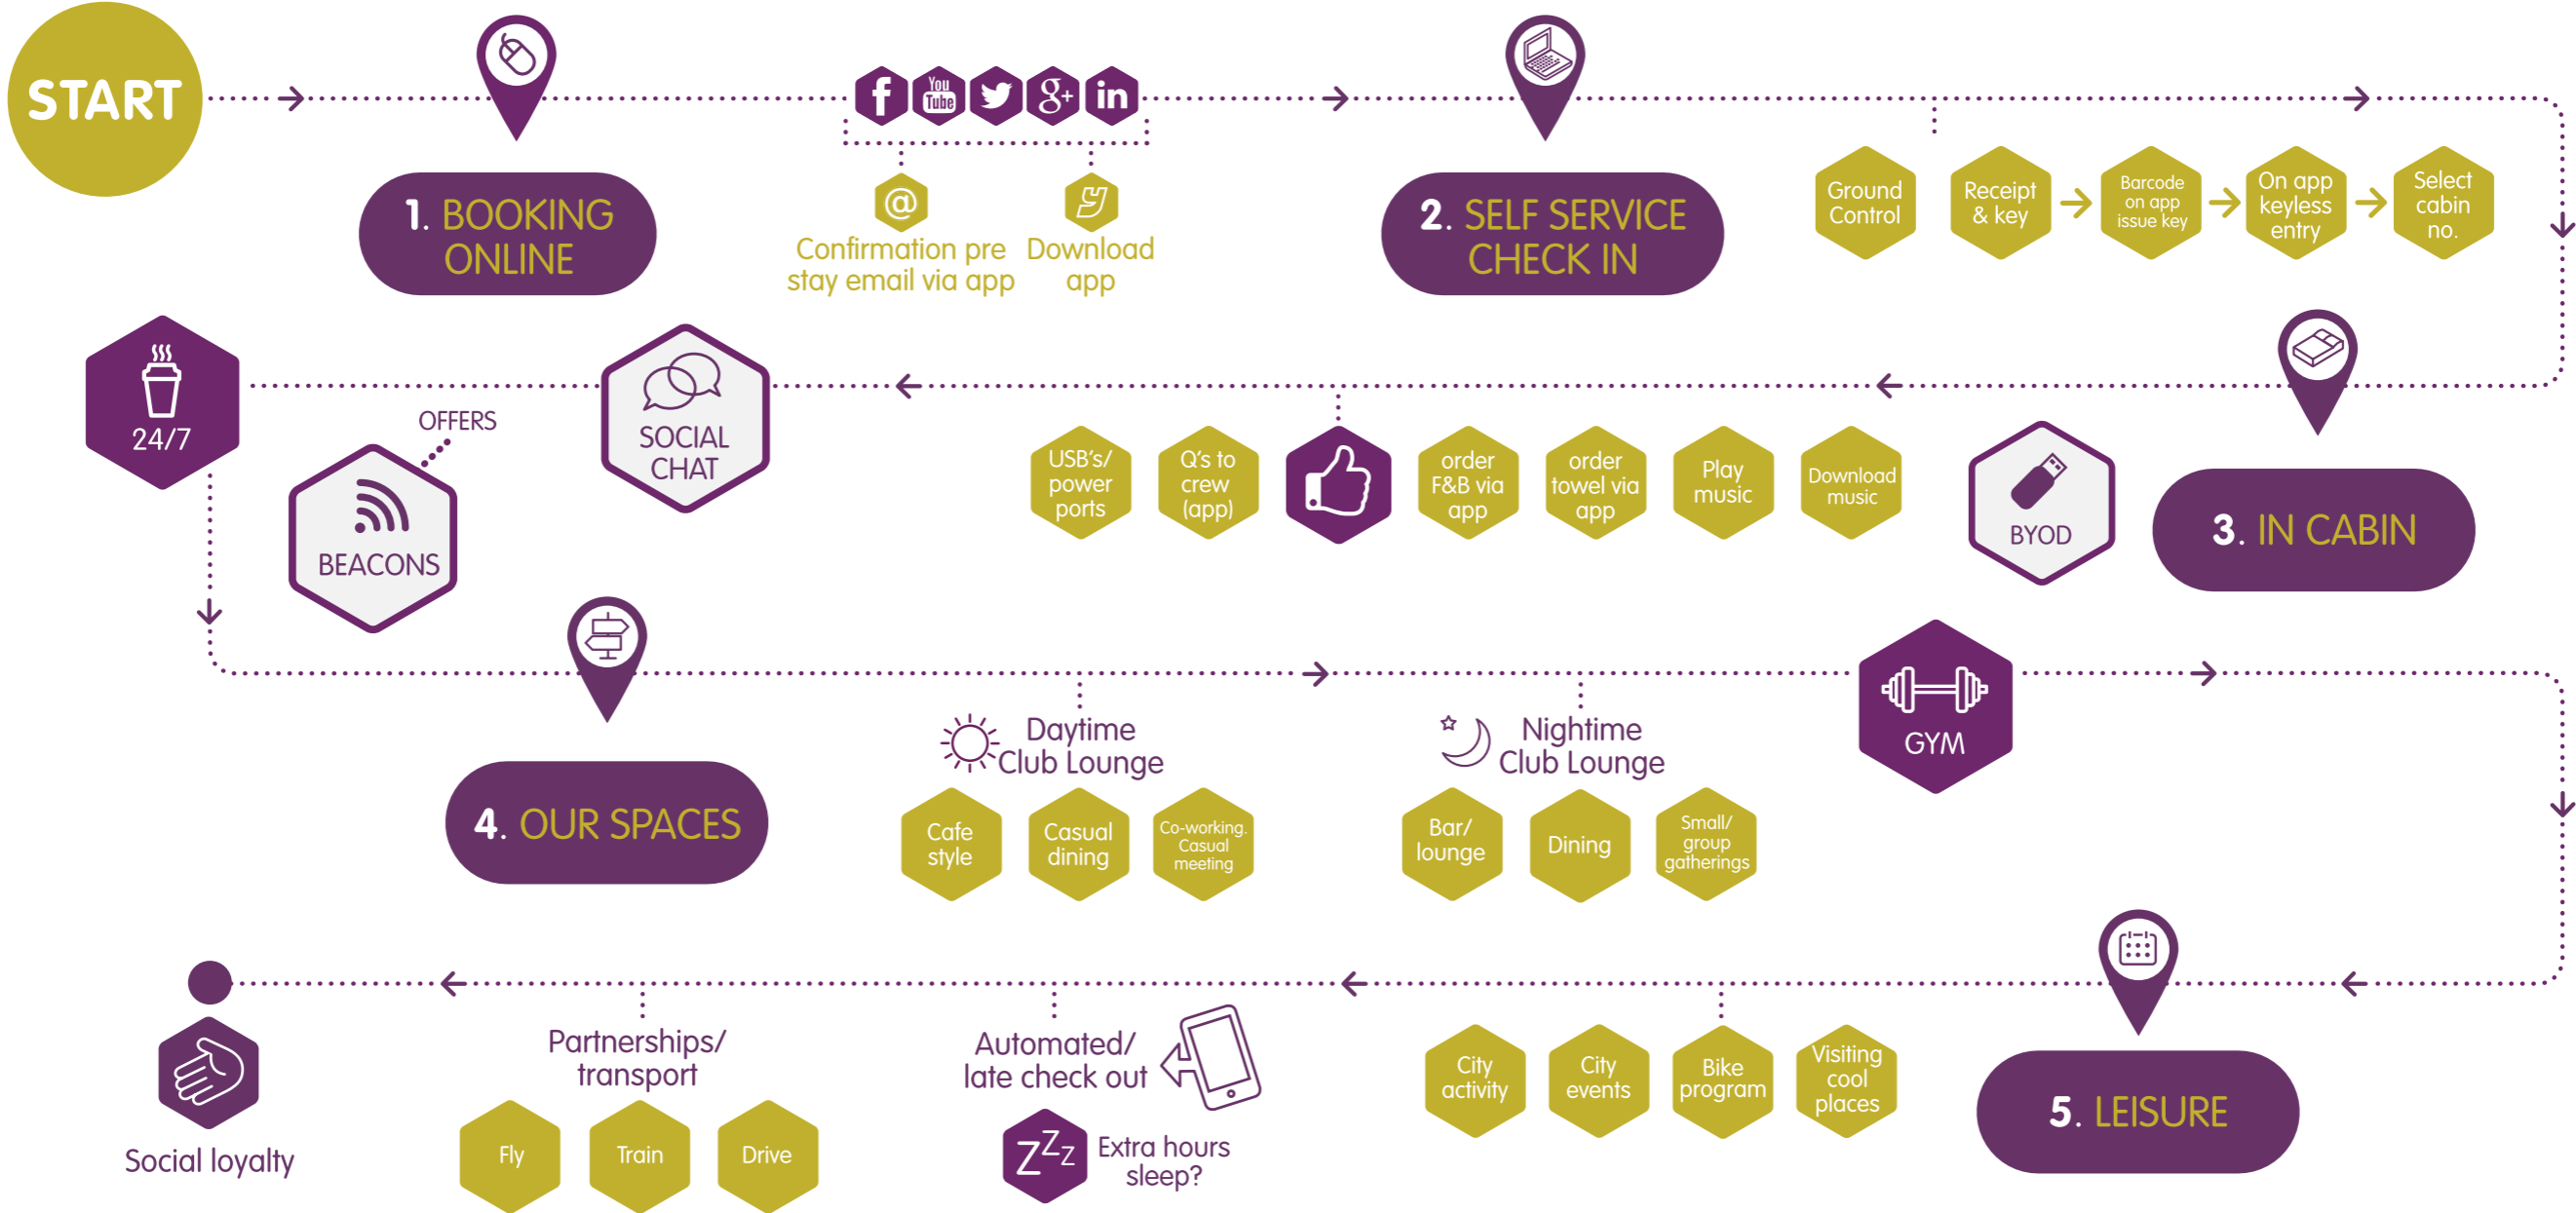 START
1. BOOKING
ONLINE
f
You
Tube
g+
in
@
Confirmation pre
stay email via app
y
Download
app
2. SELF SERVICE
CHECK IN
Ground
Control
Receipt
& key
Barcode
on app
issue key
On app
keyless
entry
Select
cabin
no.
3. IN CABIN
BYOD
Download
music
Play
music
order
towel via
app
order
F&B via
app
Q's to
crew
(app)
USB's/
power
ports
SOCIAL
CHAT
OFFERS
BEACONS
24/7
4. OUR SPACES
Daytime
Club Lounge
Cafe
style
Casual
dining
Co-working.
Casual
meeting
Nightime
Club Lounge
Bar/
lounge
Dining
Small/
group
gatherings
GYM
5. LEISURE
Visiting
cool
places
Bike
program
City
events
City
activity
Automated/
late check out
ZZZ
Extra hours
sleep?
Partnerships/
transport
Fly
Train
Drive
Social loyalty